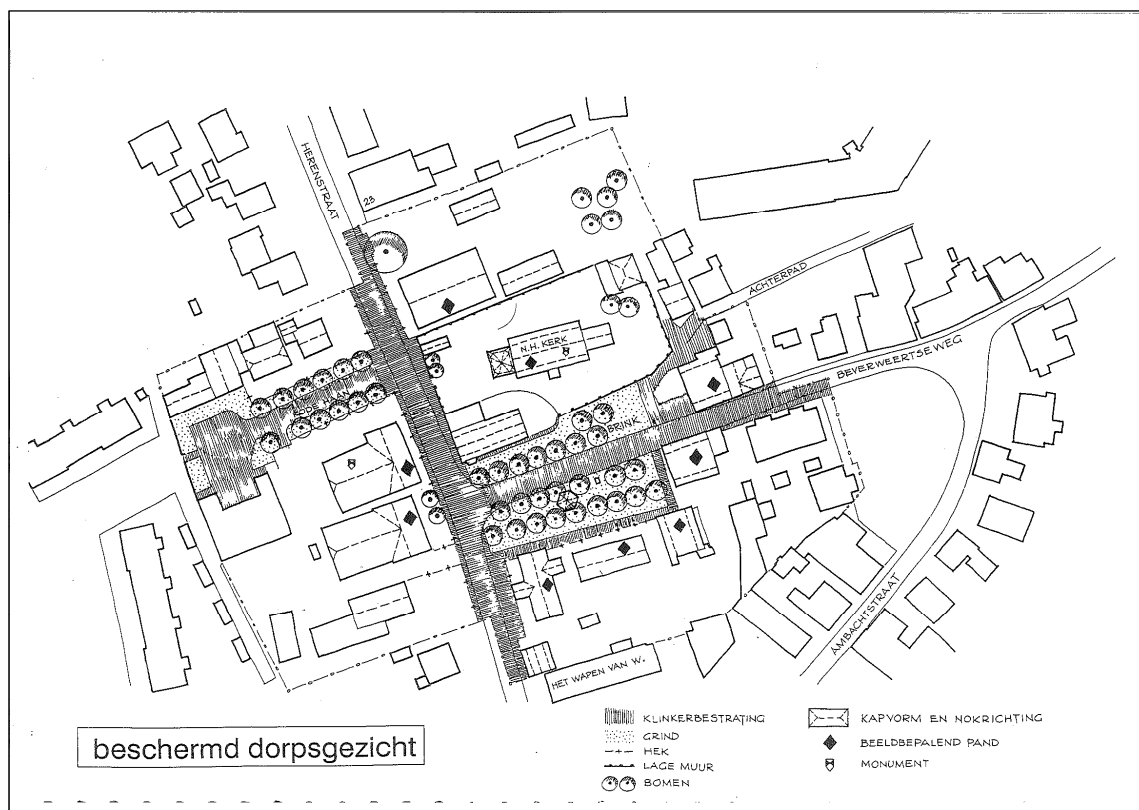 HERENSTRAAT
23
ACHTERPAD
N.H. KERK
BEVERWEERTSEWEG
BRINK
AMBACHTSTRAAT
HET WAPEN VAN W.
beschermd dorpsgezicht
KLINKERBESTRATING
GRIND
HEK
LAGE MUUR
BOMEN
KAPVORM EN NOKRICHTING
BEELDBEPALEND PAND
MONUMENT